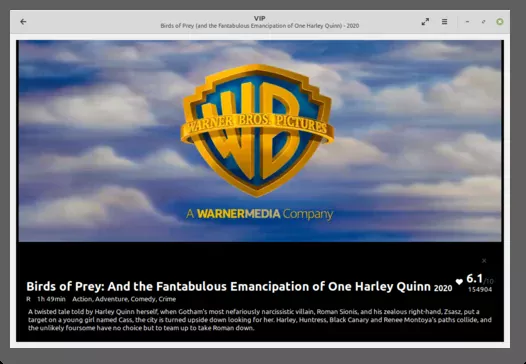 VIP
Birds of Prey (and the Fantabulous Emancipation of One Harley Quinn) - 2020
WARNER BROS. PICTURES
A WARNERMEDIA Company
Birds of Prey: And the Fantabulous Emancipation of One Harley Quinn 2020
6.1/10
154904
R 1h 49min Action, Adventure, Comedy, Crime
A twisted tale told by Harley Quinn herself, when Gotham's most nefariously narcissistic villain, Roman Sionis, and his zealous right-hand, Zsasz, put a
target on a young girl named Cass, the city is turned upside down looking for her. Harley, Huntress, Black Canary and Renee Montoya's paths collide, and
the unlikely foursome have no choice but to team up to take Roman down.